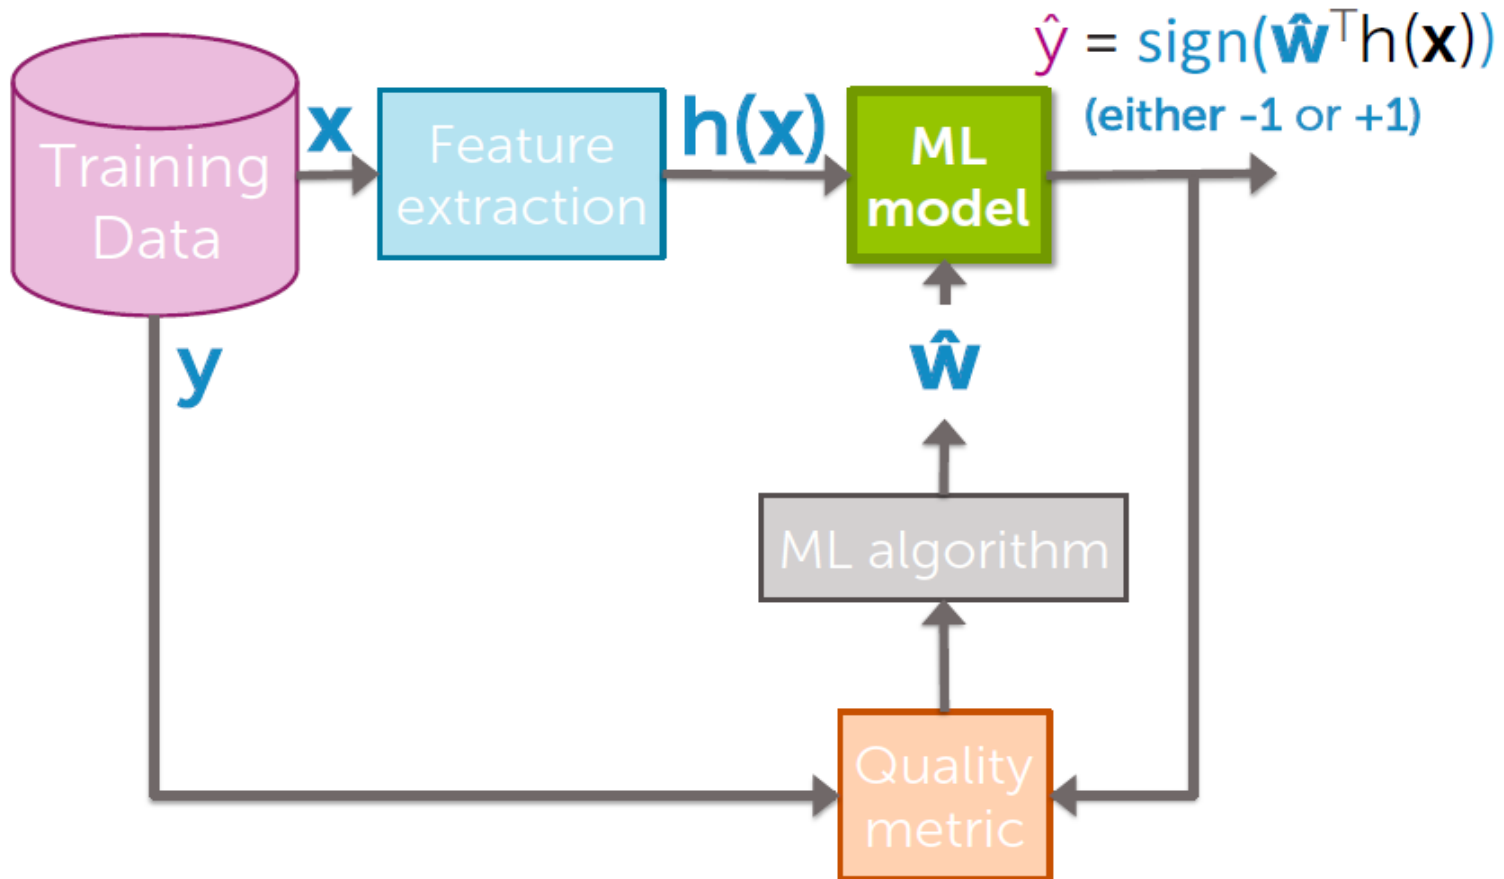 ŷ = sign(ŵᵀh(x))
(either -1 or +1)
Training
Data
x
Feature
extraction
h(x)
ML
model
y
ŵ
ML algorithm
Quality
metric